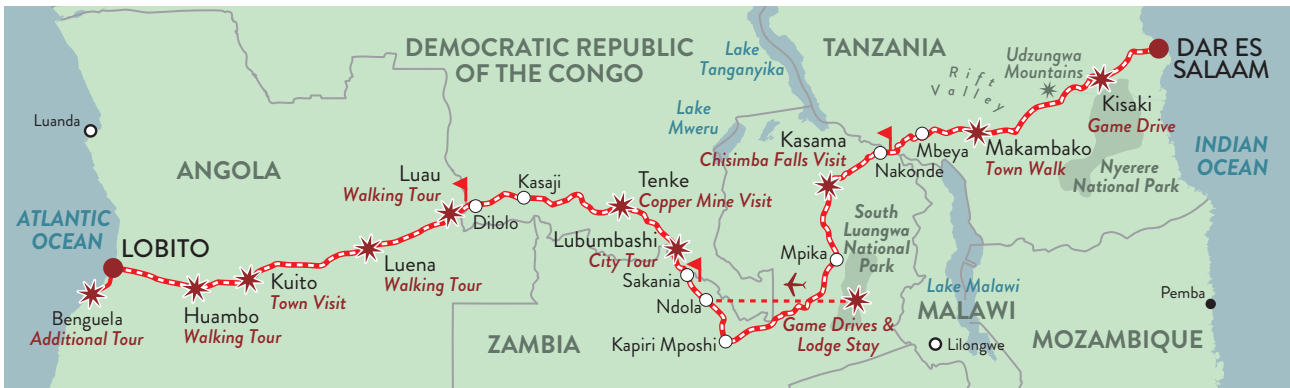 DEMOCRATIC REPUBLIC
OF THE CONGO
Lake
Tanganyika
TANZANIA
Udzungwa
Mountains
DAR ES
SALAAM
Rift
Valley
Kisaki
Game Drive
Luanda
Lake
Mweru
Kasama
Chisimba Falls Visit
Mbeya
Makambako
Town Walk
INDIAN
OCEAN
Nakonde
Nyerere
National Park
ANGOLA
Luau
Walking Tour
Kasaji
Dilolo
Tenke
Copper Mine Visit
ATLANTIC
OCEAN
LOBITO
Lubumbashi
City Tour
South
Luangwa
National
Park
Mpika
Luena
Walking Tour
Kuito
Town Visit
Sakania
Ndola
Lake Malawi
Pemba
Benguela
Additional Tour
Huambo
Walking Tour
MALAWI
Game Drives &
Lodge Stay
ZAMBIA
Kapiri Mposhi
Lilongwe
MOZAMBIQUE